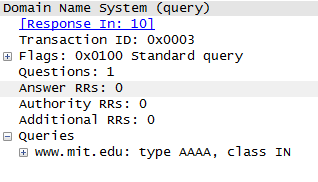 Domain Name System (query)
[Response In: 10]
Transaction ID: 0x0003
Flags: 0x0100 Standard query
Questions: 1
Answer RRs: 0
Authority RRs: 0
Additional RRs: 0
Queries
www.mit.edu: type AAAA, class IN